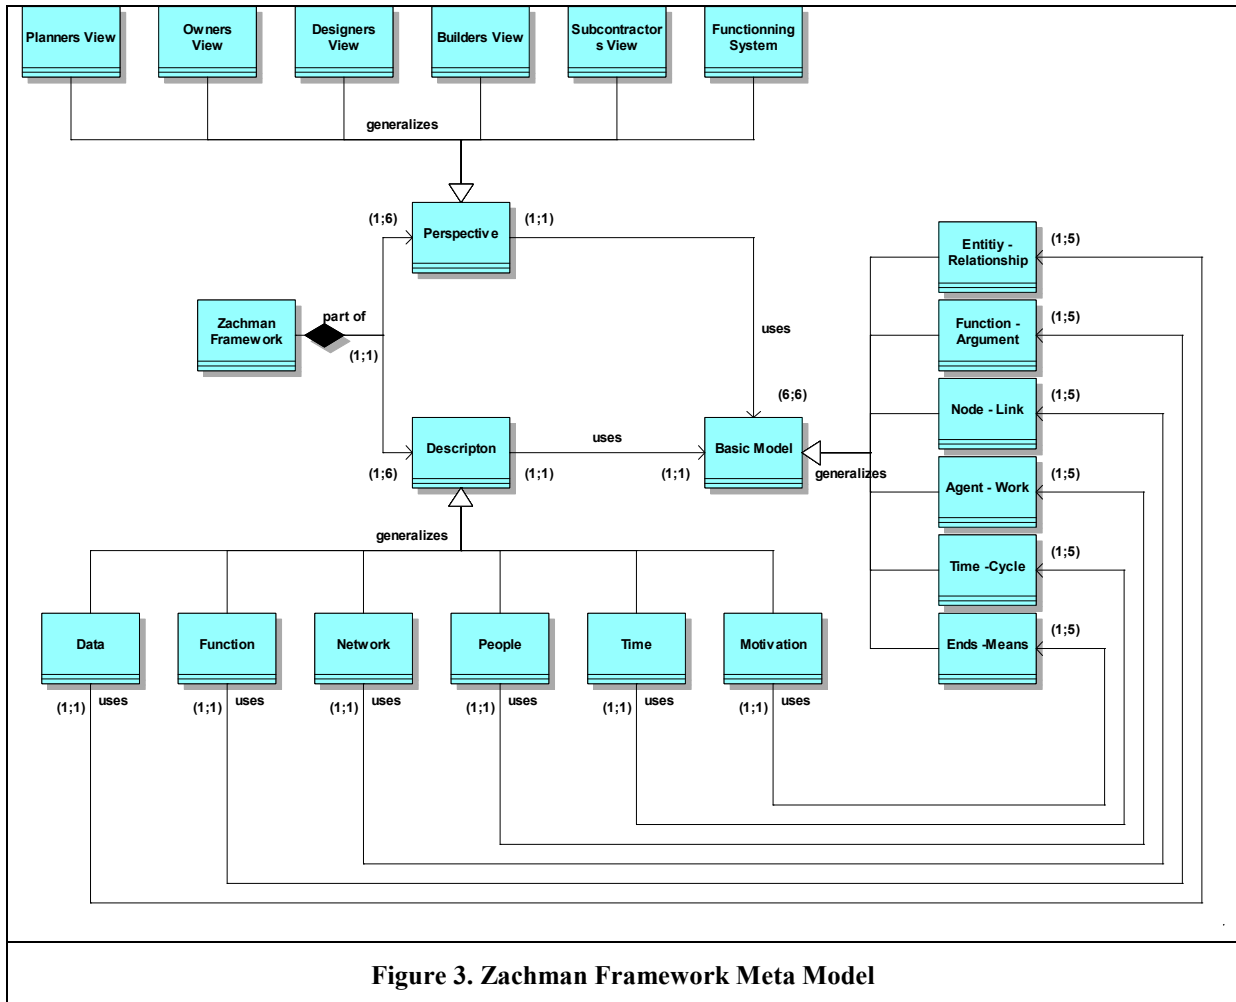 Planners View
Owners
View
Designers
View
Builders View
Subcontractor
s View
Functionning
System
generalizes
(1;6)
Perspective
(1;1)
Entitiy -
Relationship
(1;5)
Zachman
Framework
part of
(1;1)
uses
Function -
Argument
(1;5)
(6;6)
Node - Link
(1;5)
Descripton
uses
Basic Model
(1;6)
(1;1)
(1;1)
generalizes
Agent - Work
(1;5)
generalizes
Time -Cycle
(1;5)
Ends -Means
(1;5)
Data
Function
Network
People
Time
Motivation
(1;1)
uses
(1;1)
uses
(1;1)
uses
(1;1)
uses
(1;1)
uses
(1;1)
uses
Figure 3. Zachman Framework Meta Model